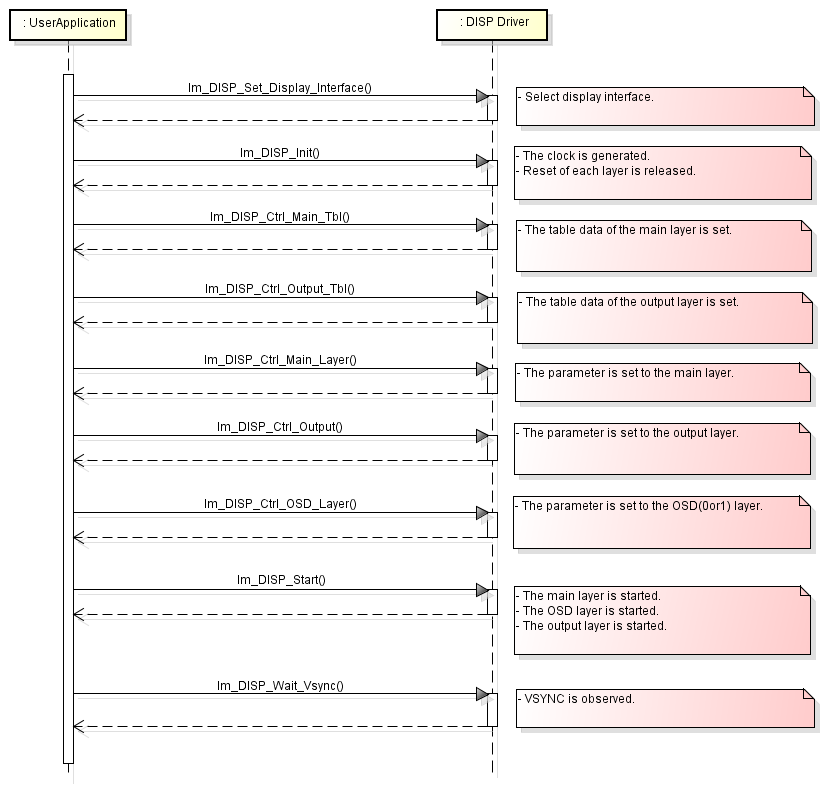 : UserApplication
: DISP Driver
Im_DISP_Set_Display_Interface()
- Select display interface.
Im_DISP_Init()
- The clock is generated.
- Reset of each layer is released.
Im_DISP_Ctrl_Main_Tbl()
- The table data of the main layer is set.
Im_DISP_Ctrl_Output_Tbl()
- The table data of the output layer is set.
Im_DISP_Ctrl_Main_Layer()
- The parameter is set to the main layer.
Im_DISP_Ctrl_Output()
- The parameter is set to the output layer.
Im_DISP_Ctrl_OSD_Layer()
- The parameter is set to the OSD(0or1) layer.
Im_DISP_Start()
- The main layer is started.
- The OSD layer is started.
- The output layer is started.
Im_DISP_Wait_Vsync()
- VSYNC is observed.